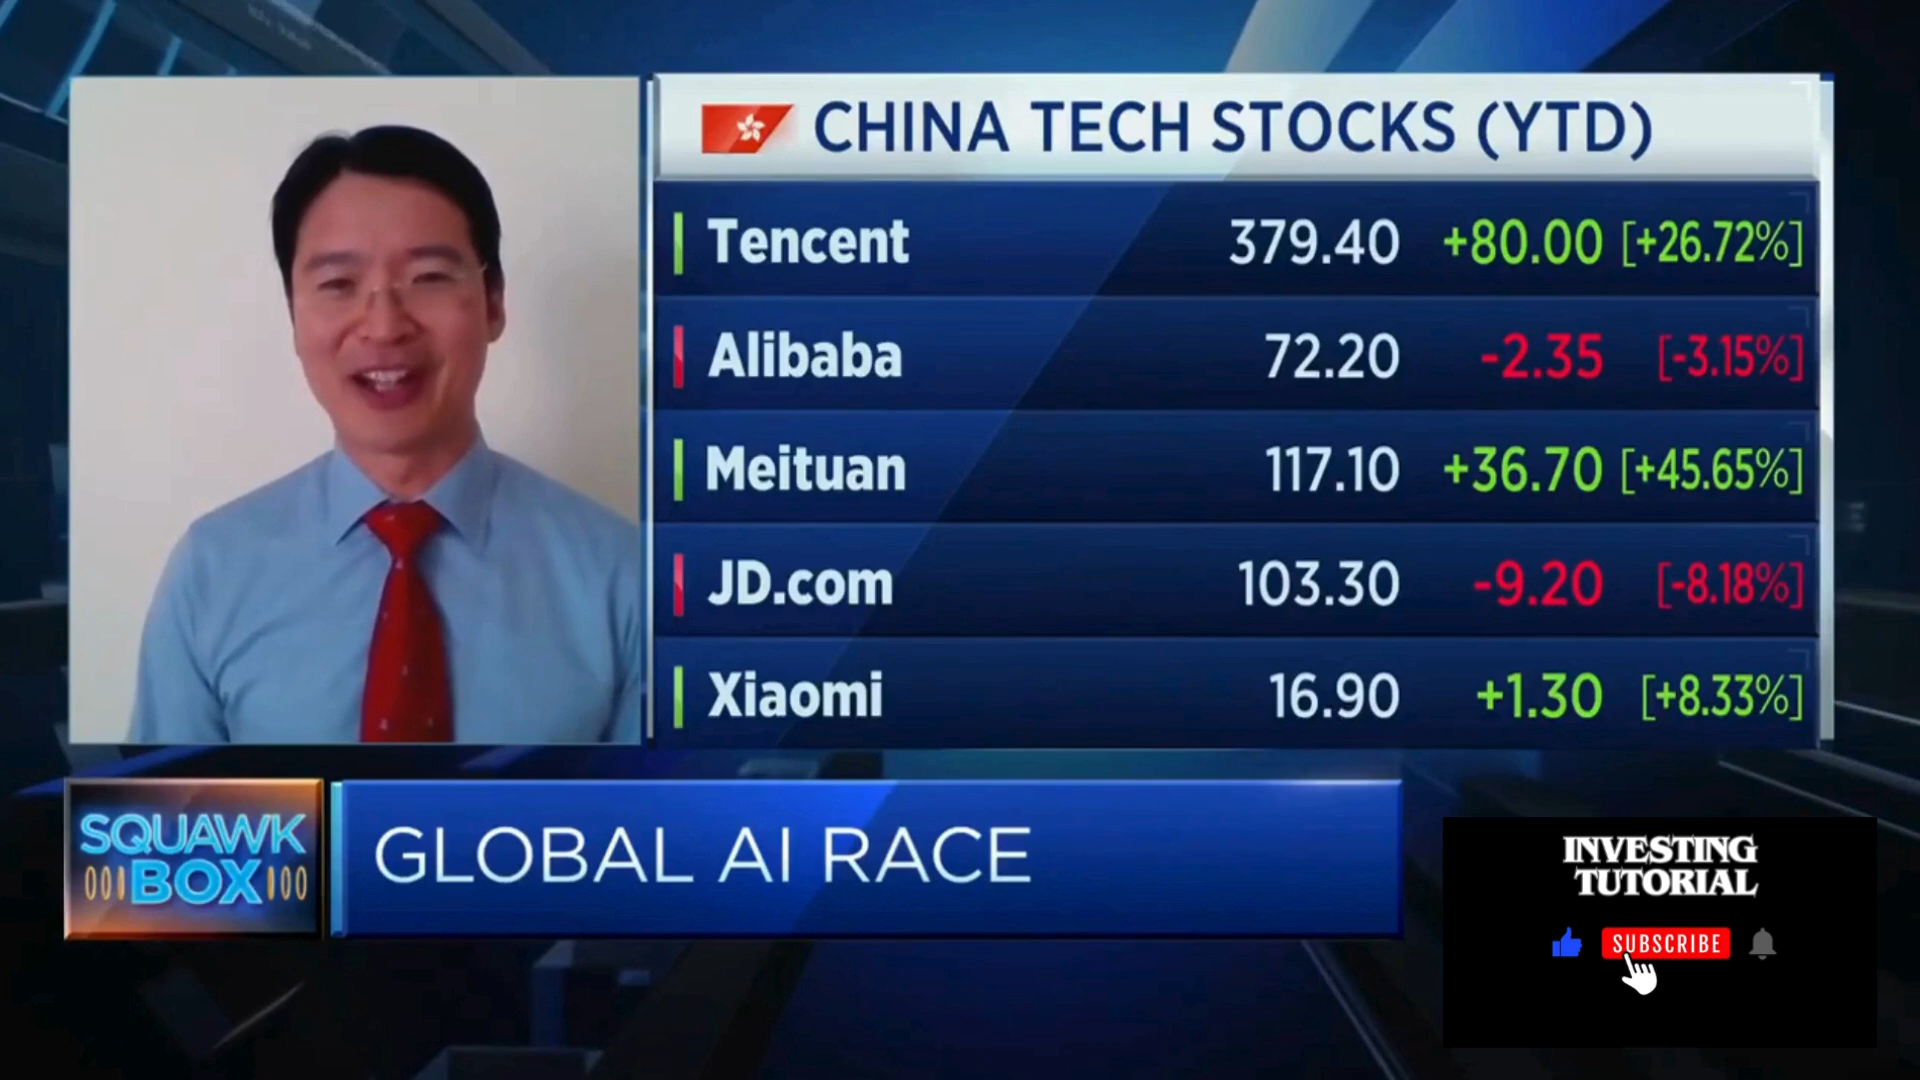 CHINA TECH STOCKS (YTD)
Tencent 379.40 +80.00 [+26.72%]
Alibaba 72.20 -2.35 [-3.15%]
Meituan 117.10 +36.70 [+45.65%]
JD.com 103.30 -9.20 [-8.18%]
Xiaomi 16.90 +1.30 [+8.33%]
SQUAWK
001BOX100
GLOBAL AI RACE
INVESTING
TUTORIAL
SUBSCRIBE